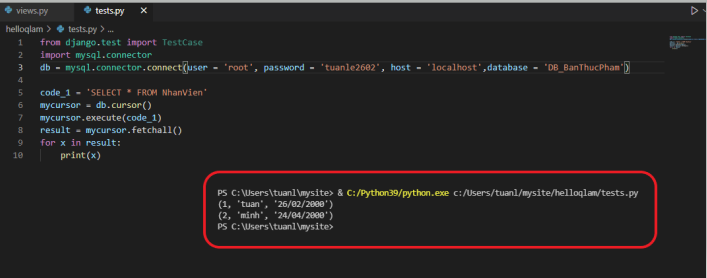 views.py tests.py
helloqlam > tests.py > ...
1 from django.test import TestCase
2 import mysql.connector
3 db = mysql.connector.connect(user = 'root', password = 'tuanle2602', host = 'localhost',database = 'DB_BanThucPham')
4
5 code_1 = 'SELECT * FROM NhanVien'
6 mycursor = db.cursor()
7 mycursor.execute(code_1)
8 result = mycursor.fetchall()
9 for x in result:
10 print(x)
PS C:\Users\tuanl\mysite> & C:/Python39/python.exe c:/Users/tuanl/mysite/helloqlam/tests.py
(1, 'tuan', '26/02/2000')
(2, 'minh', '24/04/2000')
PS C:\Users\tuanl\mysite>